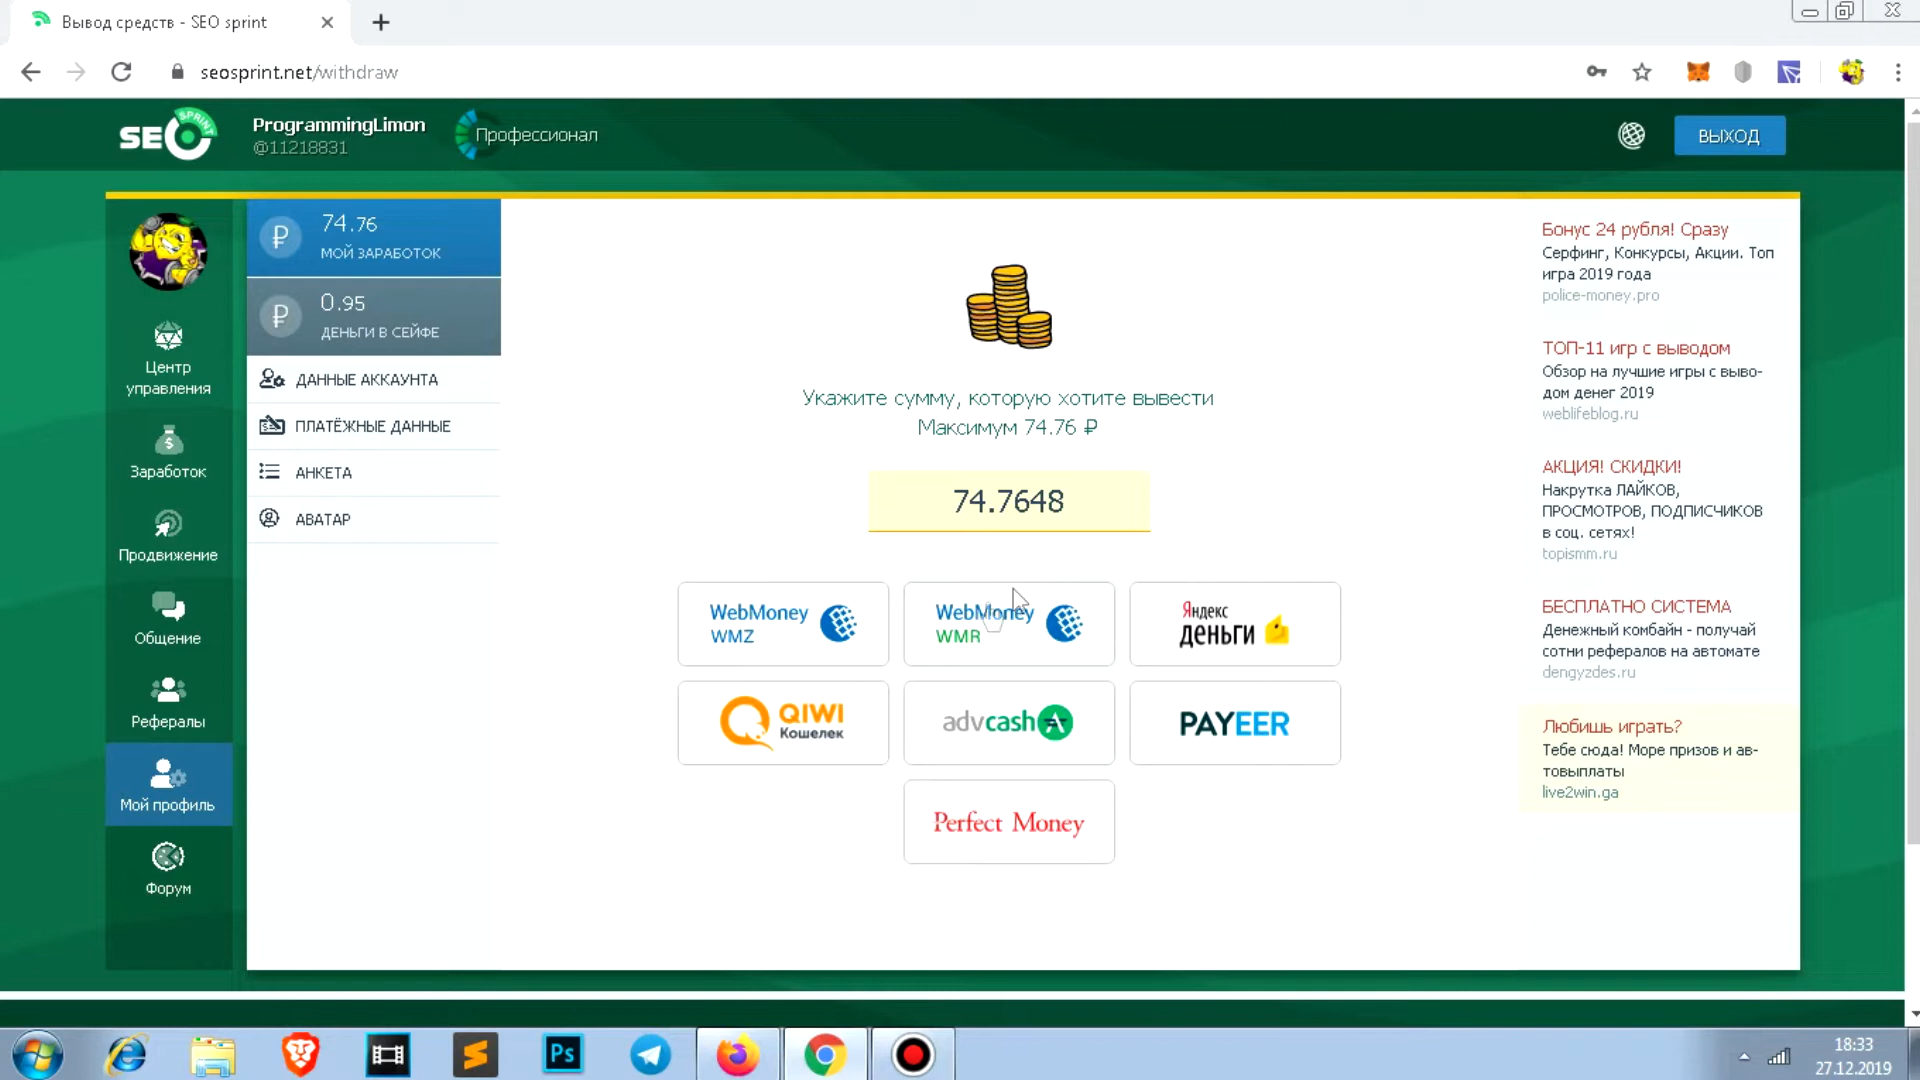 Вывод средств - SEO sprint
seosprint.net/withdraw
SEO SPRINT
ProgrammingLimon
@11218831
Профессионал
ВЫХОД
Центр
управления
Заработок
Продвижение
Общение
Рефералы
Мой профиль
Форум
₽
74.76
МОЙ ЗАРАБОТОК
₽
0.95
ДЕНЬГИ В СЕЙФЕ
ДАННЫЕ АККАУНТА
ПЛАТЁЖНЫЕ ДАННЫЕ
АНКЕТА
АВАТАР
Укажите сумму, которую хотите вывести
Максимум 74.76 ₽
74.7648
WebMoney
WMZ
WebMoney
WMR
Яндекс
деньги
QIWI
Кошелек
advcash
PAYEER
Perfect Money
Бонус 24 рубля! Сразу
Серфинг, Конкурсы, Акции. Топ
игра 2019 года
police-money.pro
ТОП-11 игр с выводом
Обзор на лучшие игры с выво-
дом денег 2019
weblifeblog.ru
АКЦИЯ! СКИДКИ!
Накрутка ЛАЙКОВ,
ПРОСМОТРОВ, ПОДПИСЧИКОВ
в соц. сетях!
topismm.ru
БЕСПЛАТНО СИСТЕМА
Денежный комбайн - получай
сотни рефералов на автомате
dengyzdes.ru
Любишь играть?
Тебе сюда! Море призов и ав-
товыплаты
live2win.ga
Ps
18:33
27.12.2019